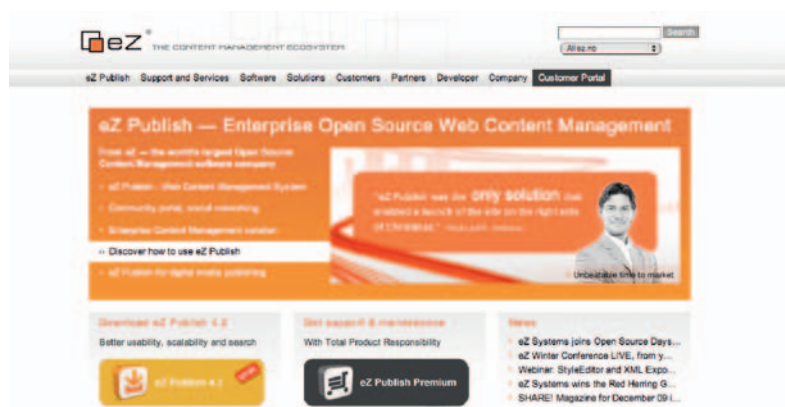 eZ
THE CONTENT MANAGEMENT ECOSYSTEM
Search
All ez.no
eZ Publish Support and Services Software Solutions Customers Partners Developer Company Customer Portal
eZ Publish — Enterprise Open Source Web Content Management
From eZ — the world's largest Open Source
Content Management software company
eZ Publish - Web Content Management System
Community portal, social networking
Enterprise Content Management solution
Discover how to use eZ Publish
eZ Publish for digital media publishing
"eZ Publish was the only solution that
enabled a launch of the site on the right side
of Christmas."
Unbeatable time to market
Download eZ Publish 4.2
Better usability, scalability and search
eZ Publish 4.2
Get support & maintenance
With Total Product Responsibility
eZ Publish Premium
News
eZ Systems joins Open Source Days...
eZ Winter Conference LIVE, from y...
Webinar: StyleEditor and XML Expo...
eZ Systems wins the Red Herring G...
SHARE! Magazine for December 09 i...